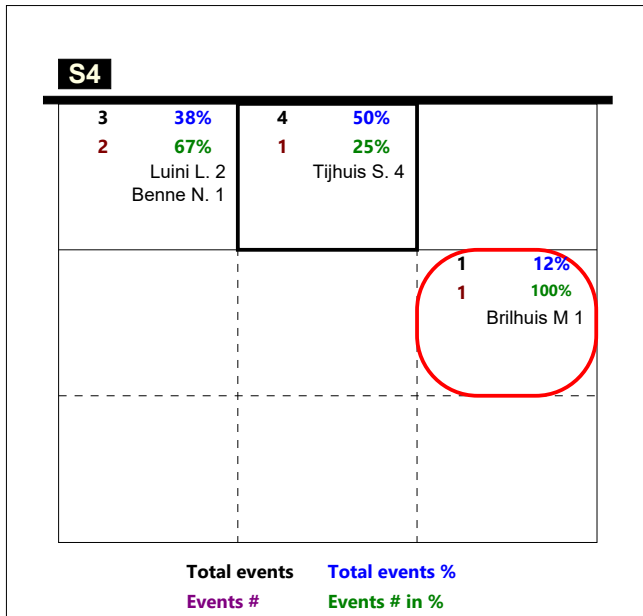 S4
3 38% 4 50%
2 67% 1 25%
Luini L. 2 Tijhuis S. 4
Benne N. 1
1 12%
1 100%
Brilhuis M 1
Total events Total events %
Events # Events # in %